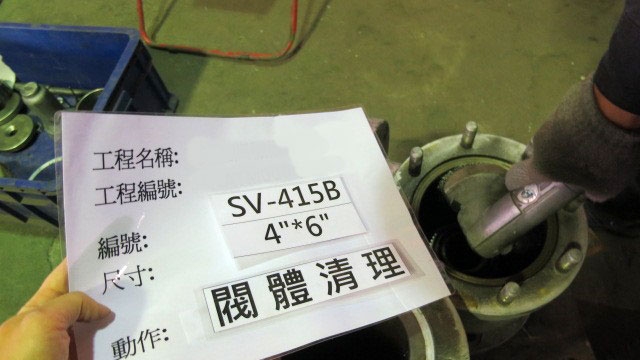 工程名稱:
工程編號:
編號: SV-415B
尺寸: 4"*6"
動作: 閥體清理